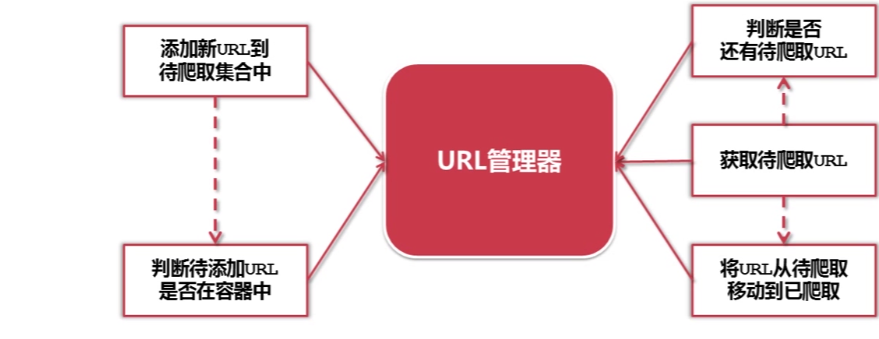 添加新URL到
待爬取集合中
判断待添加URL
是否在容器中
URL管理器
判断是否
还有待爬取URL
获取待爬取URL
将URL从待爬取
移动到已爬取